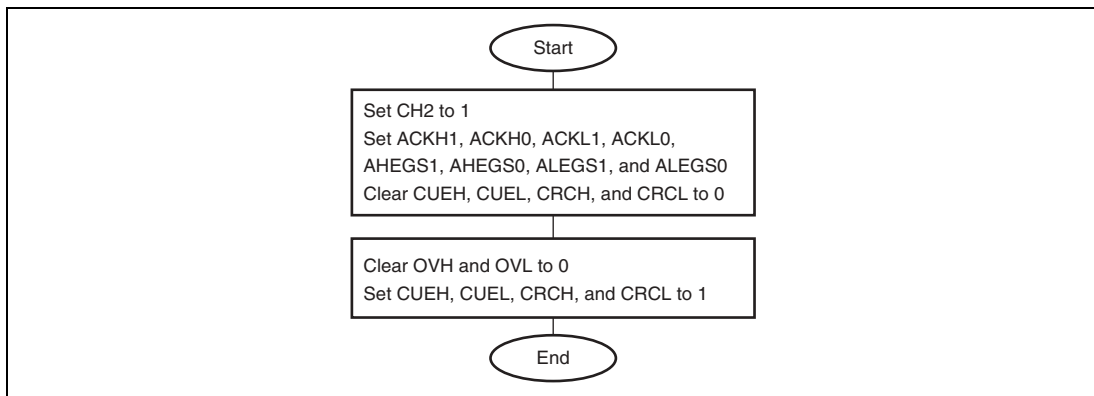 Start
Set CH2 to 1
Set ACKH1, ACKH0, ACKL1, ACKL0,
AHEGS1, AHEGS0, ALEGS1, and ALEGS0
Clear CUEH, CUEL, CRCH, and CRCL to 0
Clear OVH and OVL to 0
Set CUEH, CUEL, CRCH, and CRCL to 1
End